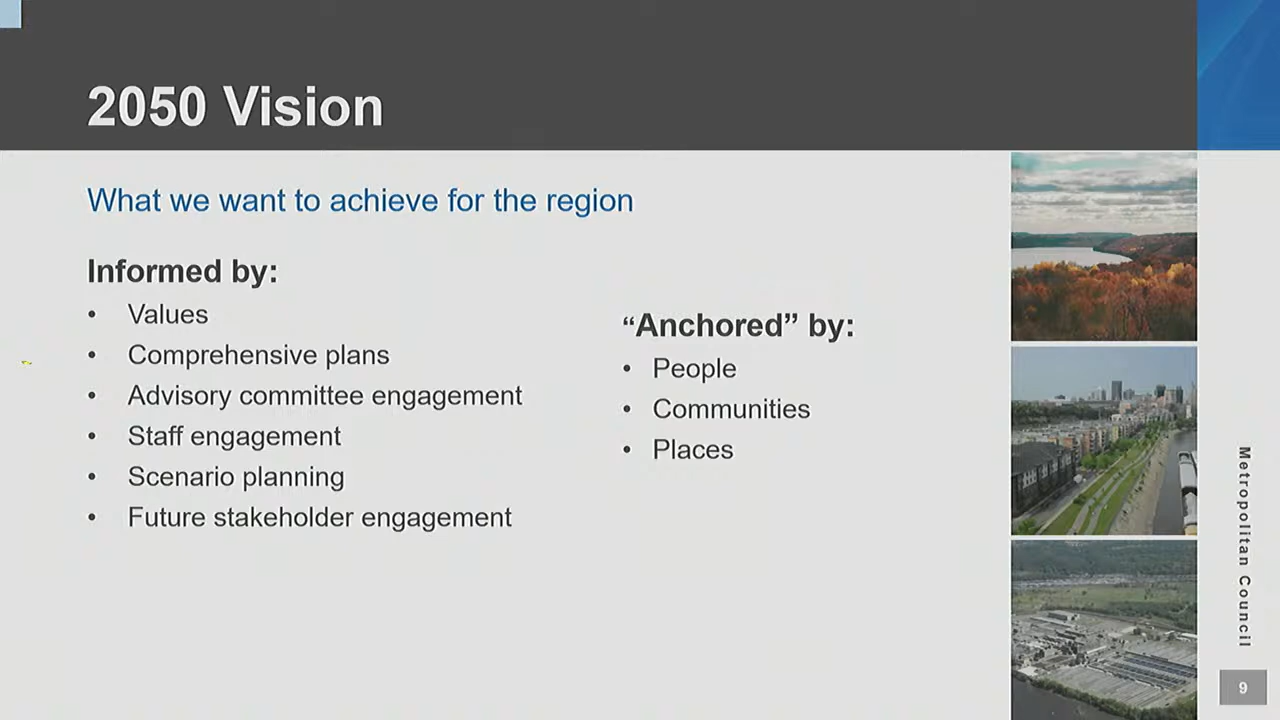 2050 Vision
What we want to achieve for the region
Informed by:
• Values
• Comprehensive plans
• Advisory committee engagement
• Staff engagement
• Scenario planning
• Future stakeholder engagement
“Anchored” by:
• People
• Communities
• Places
Metropolitan Council
9